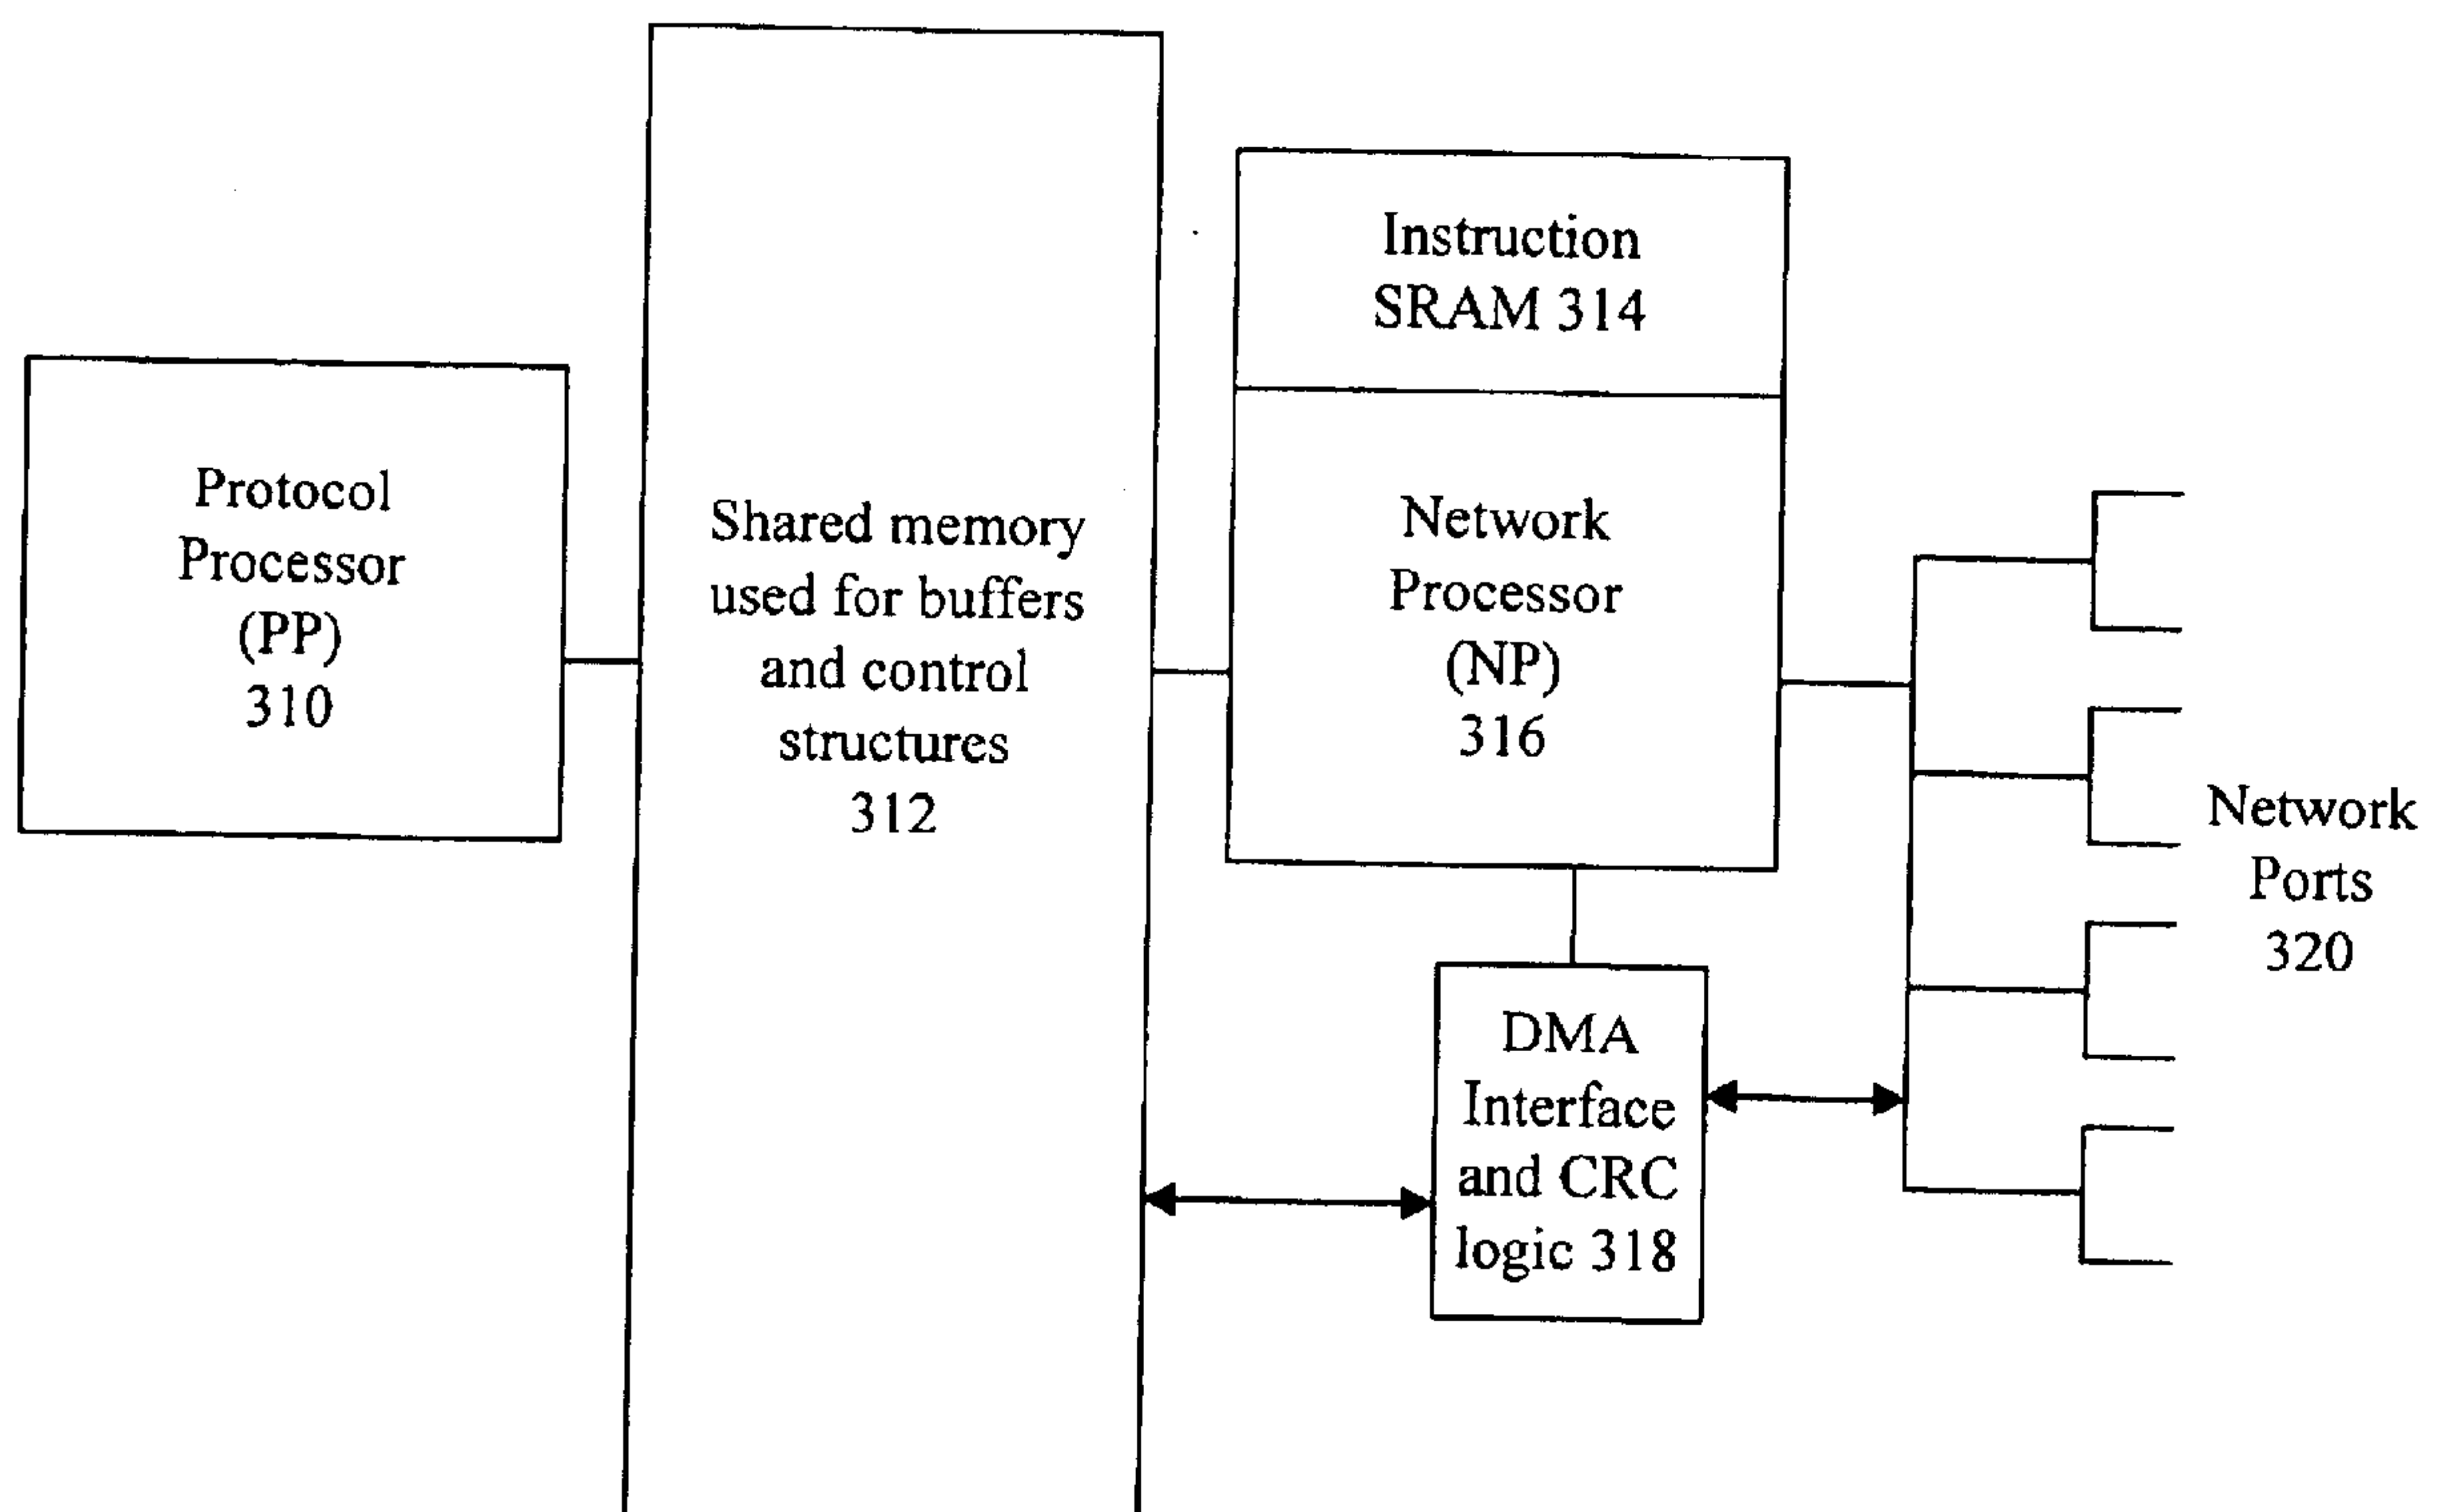 Protocol
Processor
(PP)
310
Shared memory
used for buffers
and control
structures
312
Instruction
SRAM 314
Network
Processor
(NP)
316
DMA
Interface
and CRC
logic 318
Network
Ports
320